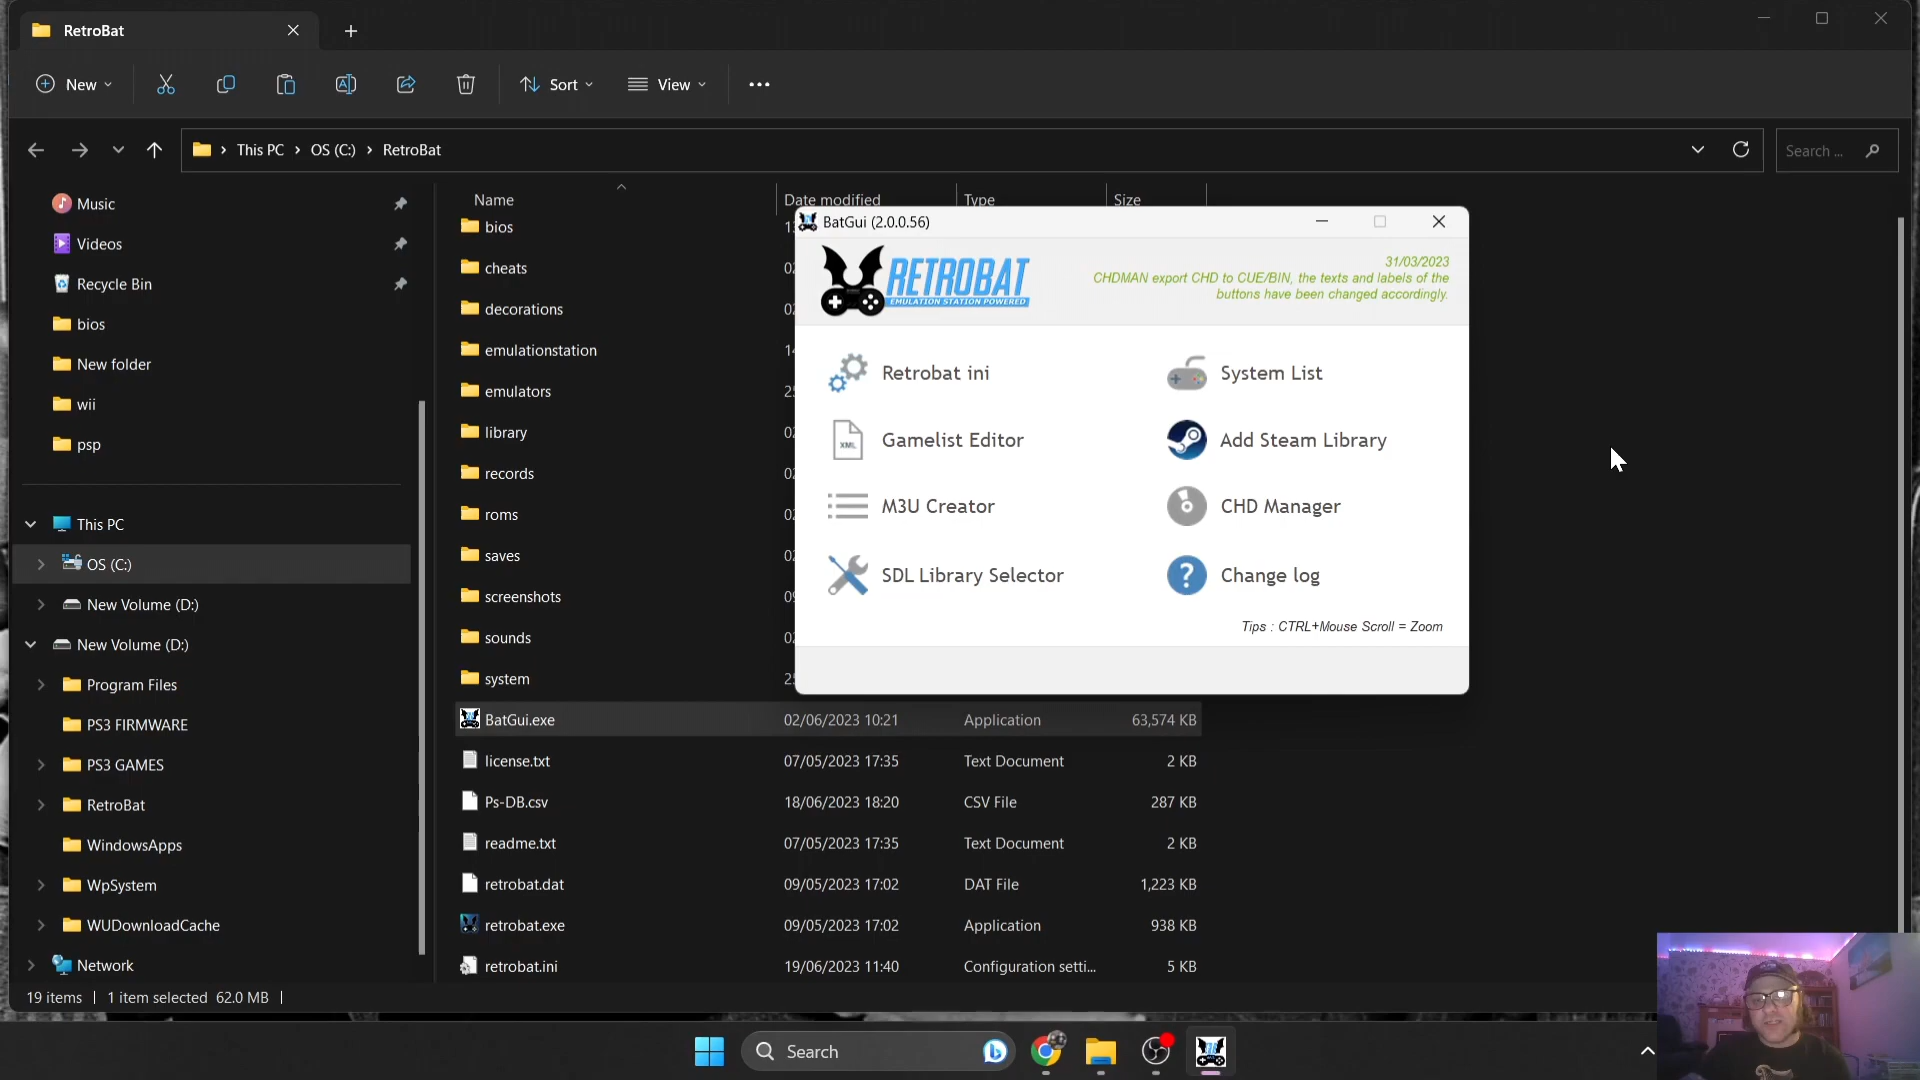 RetroBat
New
Sort
View
This PC
OS (C:)
RetroBat
Search ...
Music
Videos
Recycle Bin
bios
New folder
wii
psp
This PC
OS (C:)
New Volume (D:)
New Volume (D:)
Program Files
PS3 FIRMWARE
PS3 GAMES
RetroBat
WindowsApps
WpSystem
WUDownloadCache
Network
Name Date modified Type Size
bios
cheats
decorations
emulationstation
emulators
library
records
roms
saves
screenshots
sounds
system
BatGui.exe 02/06/2023 10:21 Application 63,574 KB
license.txt 07/05/2023 17:35 Text Document 2 KB
Ps-DB.csv 18/06/2023 18:20 CSV File 287 KB
readme.txt 07/05/2023 17:35 Text Document 2 KB
retrobat.dat 09/05/2023 17:02 DAT File 1,223 KB
retrobat.exe 09/05/2023 17:02 Application 938 KB
retrobat.ini 19/06/2023 11:40 Configuration setti... 5 KB
BatGui (2.0.0.56)
RETROBAT
EMULATION STATION POWERED
31/03/2023
CHDMAN export CHD to CUE/BIN, the texts and labels of the
buttons have been changed accordingly.
Retrobat ini
System List
XML
Gamelist Editor
Add Steam Library
M3U Creator
CHD Manager
SDL Library Selector
Change log
Tips : CTRL+Mouse Scroll = Zoom
19 items 1 item selected 62.0 MB
Search